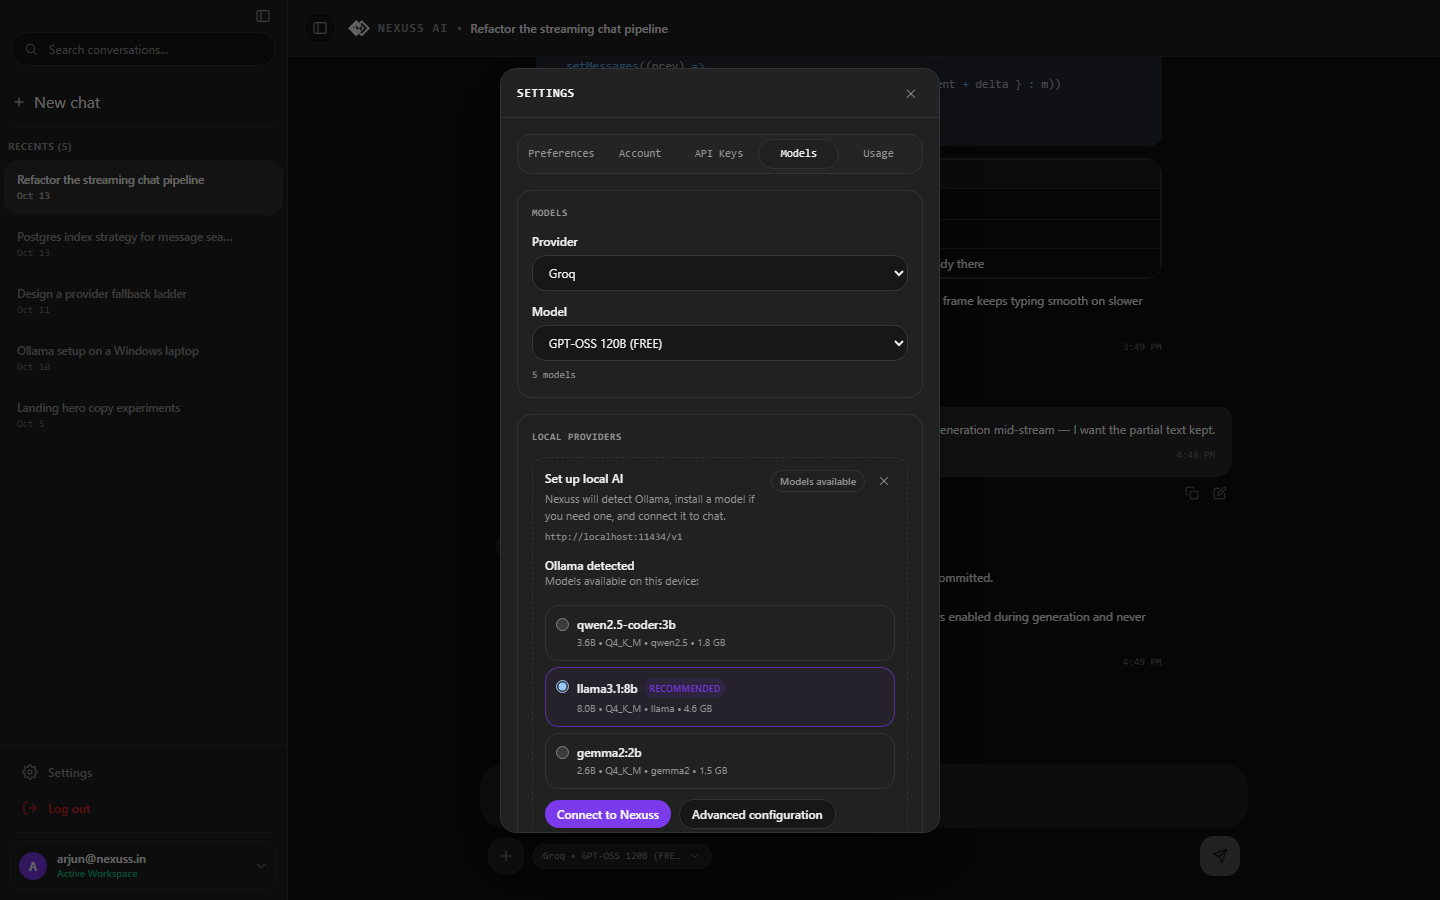 Search conversations...
New chat
RECENTS (5)
Refactor the streaming chat pipeline
Oct 13
Postgres index strategy for message sea...
Oct 13
Design a provider fallback ladder
Oct 11
Ollama setup on a Windows laptop
Oct 10
Landing hero copy experiments
Oct 5
Settings
Log out
A
arjun@nexuss.in
Active Workspace
NEXUSS AI • Refactor the streaming chat pipeline
setMessages((prev) =>
ent + delta } : m))
dy there
frame keeps typing smooth on slower
3:49 PM
eneration mid-stream — I want the partial text kept.
4:48 PM
ommitted.
s enabled during generation and never
4:49 PM
SETTINGS
Preferences Account API Keys Models Usage
MODELS
Provider
Groq
Model
GPT-OSS 120B (FREE)
5 models
LOCAL PROVIDERS
Set up local AI
Models available
Nexuss will detect Ollama, install a model if
you need one, and connect it to chat.
http://localhost:11434/v1
Ollama detected
Models available on this device:
qwen2.5-coder:3b
3.6B • Q4_K_M • qwen2.5 • 1.8 GB
llama3.1:8b RECOMMENDED
8.0B • Q4_K_M • llama • 4.6 GB
gemma2:2b
2.6B • Q4_K_M • gemma2 • 1.5 GB
Connect to Nexuss Advanced configuration
Groq • GPT-OSS 120B (FRE…